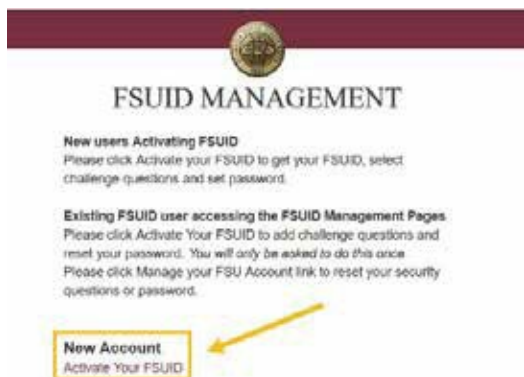 FSUID MANAGEMENT
New users Activating FSUID
Please click Activate your FSUID to get your FSUID, select
challenge questions and set password.
Existing FSUID user accessing the FSUID Management Pages
Please click Activate Your FSUID to add challenge questions and
reset your password. You will only be asked to do this once
Please click Manage your FSU Account link to reset your security
questions or password.
New Account
Activate Your FSUID